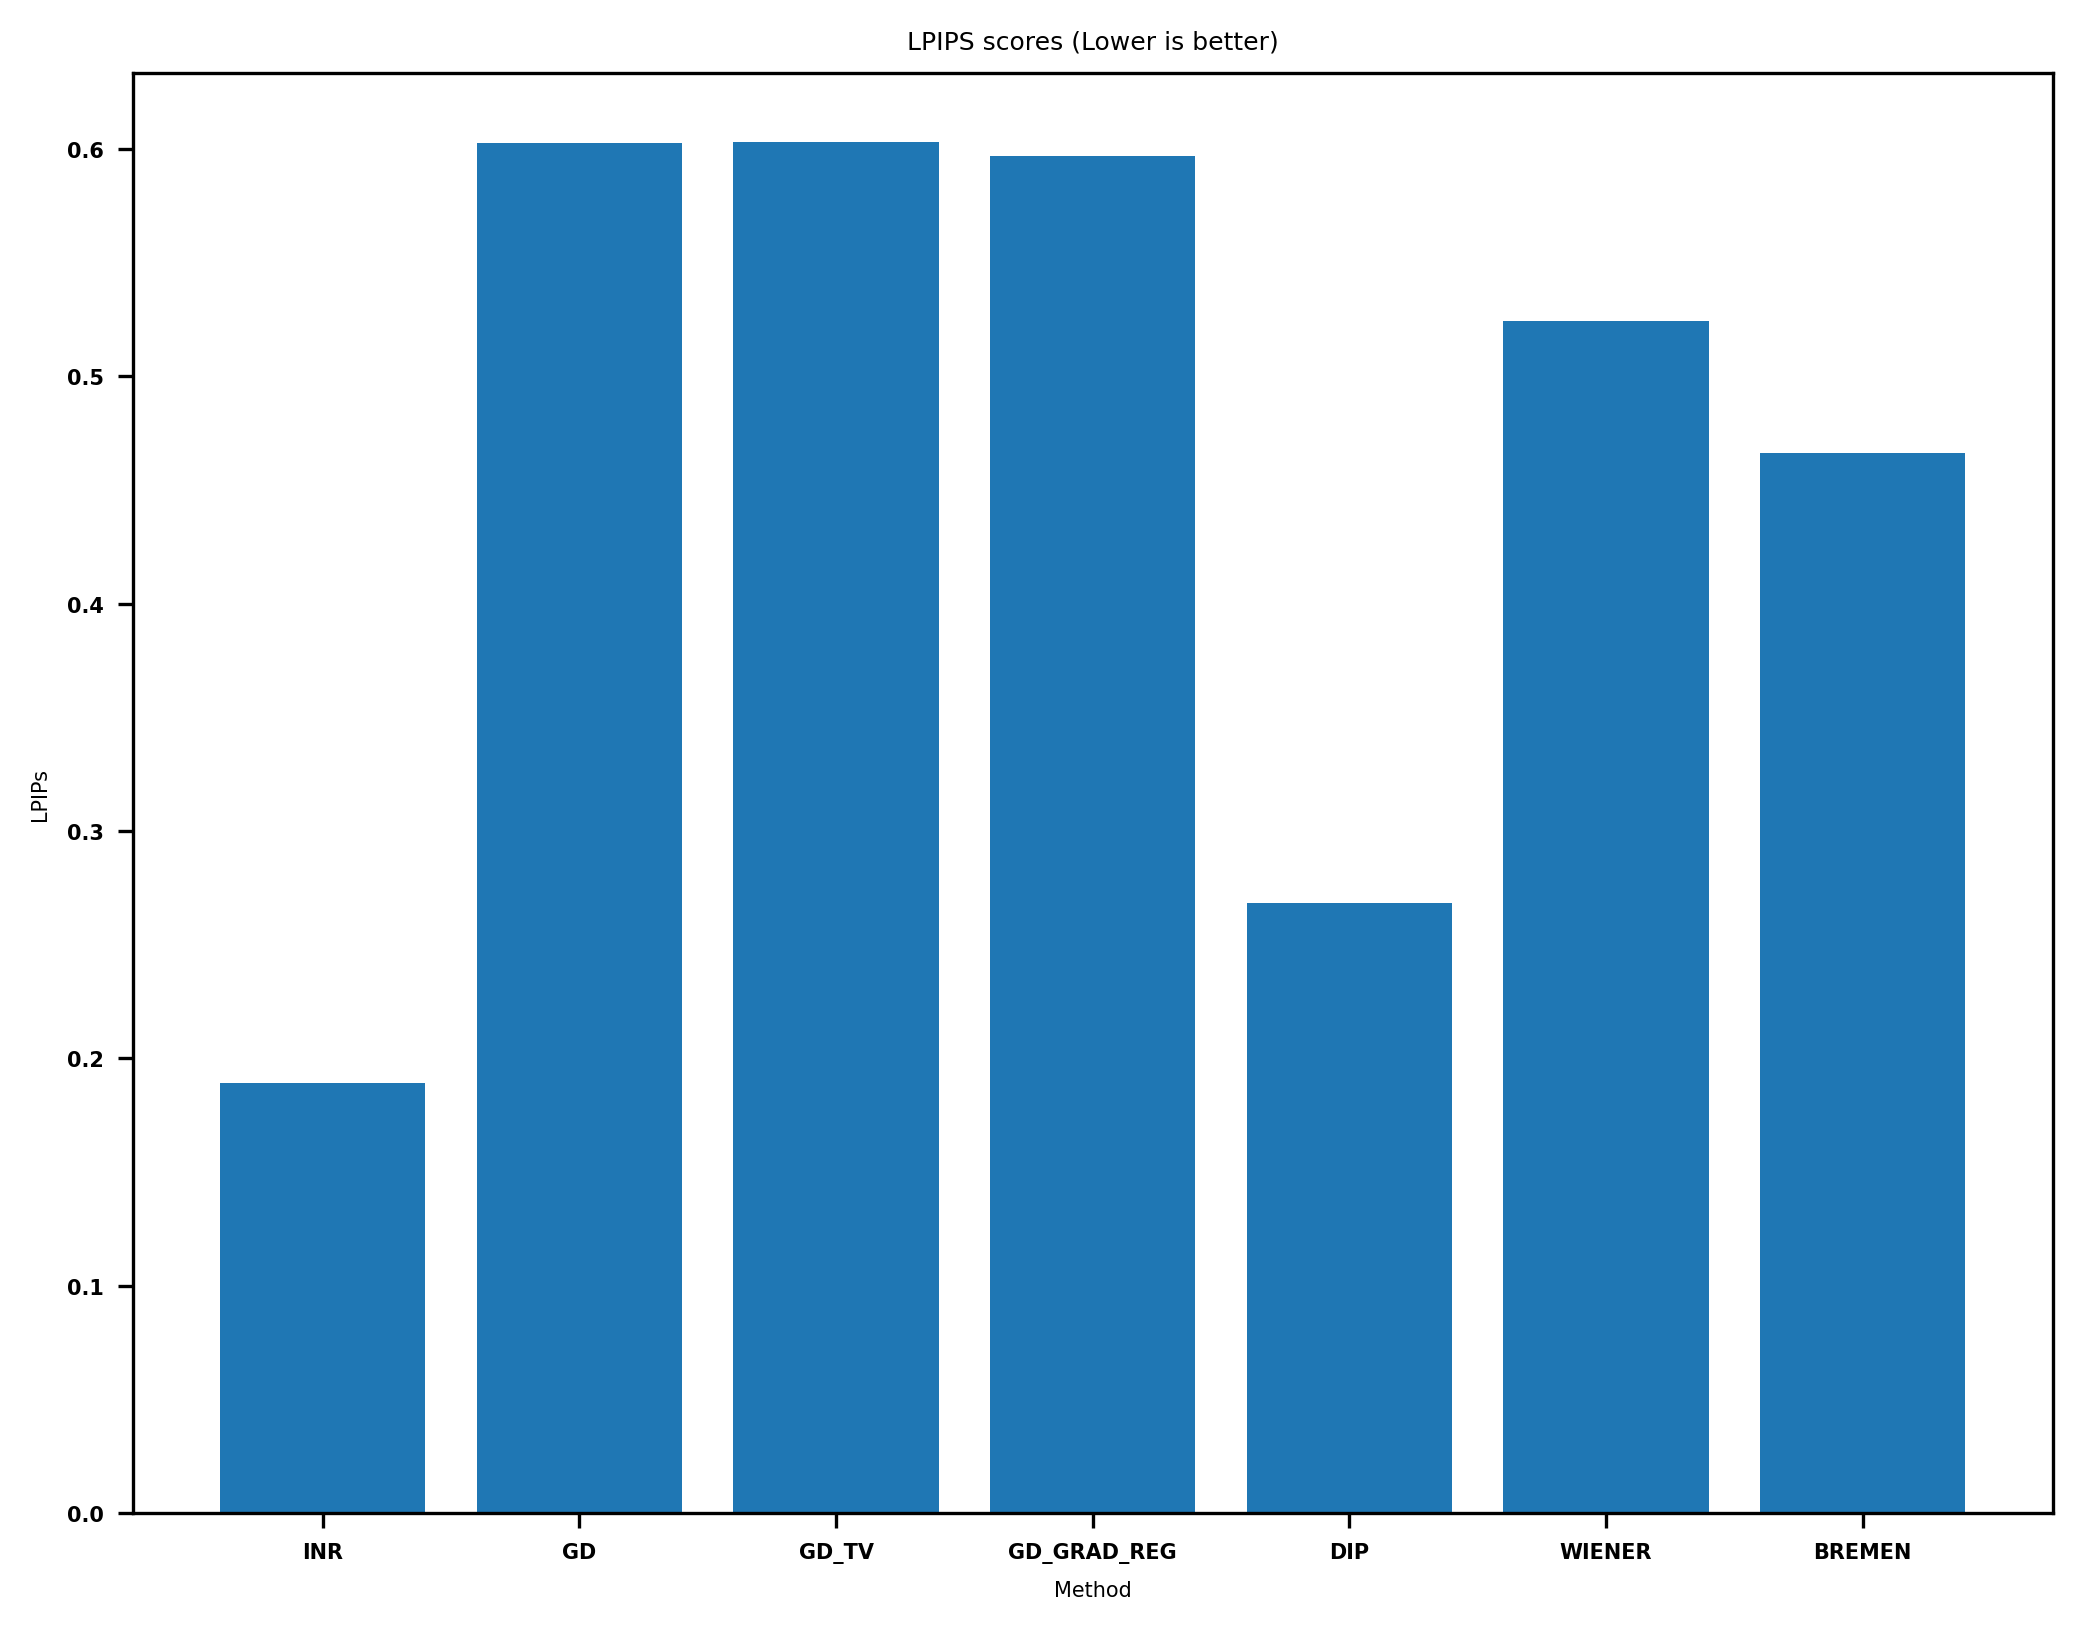 LPIPS scores (Lower is better)
LPIPs
0.6
0.5
0.4
0.3
0.2
0.1
0.0
INR GD GD_TV GD_GRAD_REG DIP WIENER BREMEN
Method